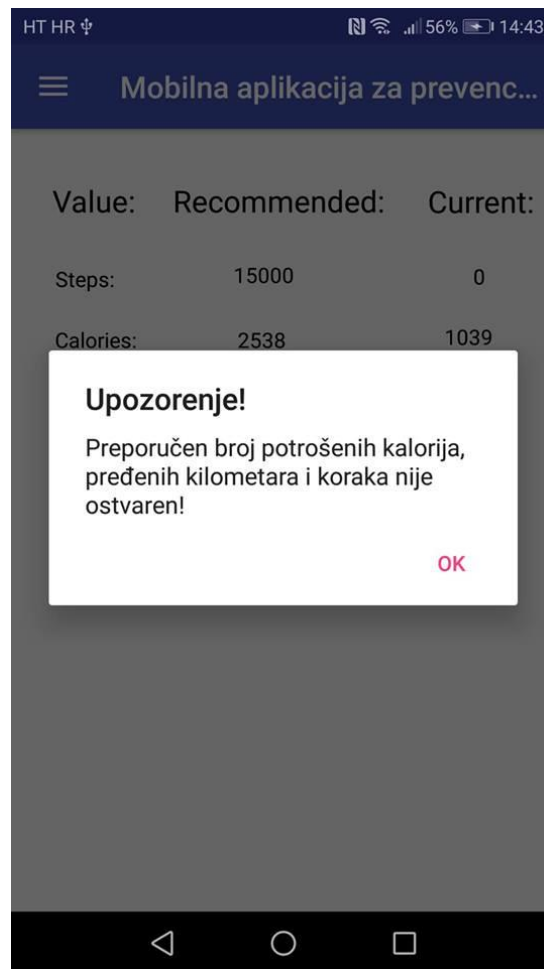 HT HR 56% 14:43
Mobilna aplikacija za prevenc...
Value: Recommended: Current:
Steps: 15000 0
Calories: 2538 1039
Upozorenje!
Preporučen broj potrošenih kalorija,
pređenih kilometara i koraka nije
ostvaren!
OK